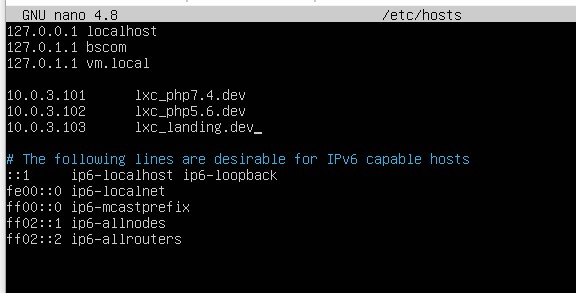 GNU nano 4.8 /etc/hosts
127.0.0.1 localhost
127.0.1.1 bscom
127.0.1.1 vm.local
10.0.3.101 lxc_php7.4.dev
10.0.3.102 lxc_php5.6.dev
10.0.3.103 lxc_landing.dev_
# The following lines are desirable for IPv6 capable hosts
::1 ip6-localhost ip6-loopback
fe00::0 ip6-localnet
ff00::0 ip6-mcastprefix
ff02::1 ip6-allnodes
ff02::2 ip6-allrouters